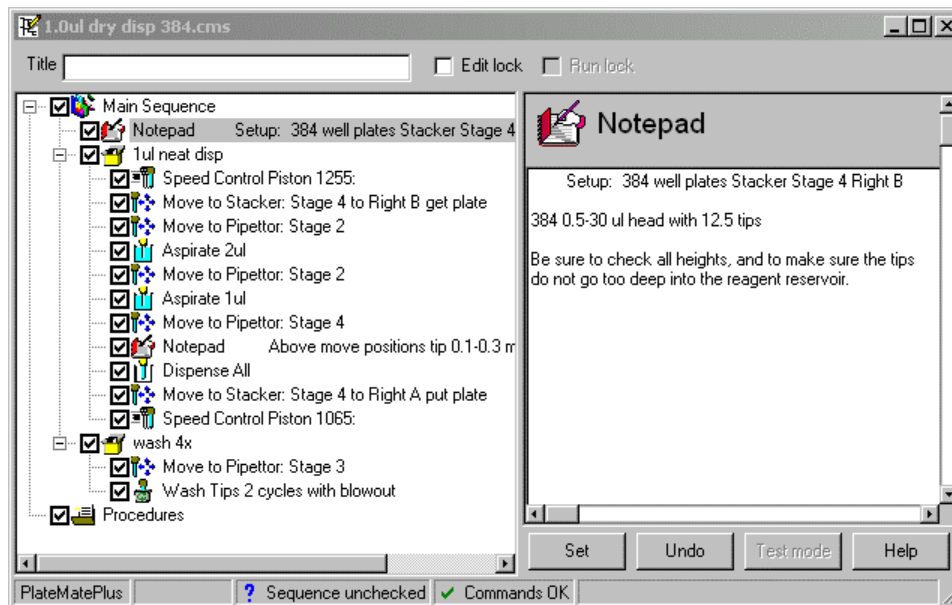 1.0ul dry disp 384.cms
Title
Edit lock
Run lock
Main Sequence
Notepad Setup: 384 well plates Stacker Stage 4
1ul neat disp
Speed Control Piston 1255:
Move to Stacker: Stage 4 to Right B get plate
Move to Pipettor: Stage 2
Aspirate 2ul
Move to Pipettor: Stage 2
Aspirate 1ul
Move to Pipettor: Stage 4
Notepad Above move positions tip 0.1-0.3 m
Dispense All
Move to Stacker: Stage 4 to Right A put plate
Speed Control Piston 1065:
wash 4x
Move to Pipettor: Stage 3
Wash Tips 2 cycles with blowout
Procedures
Notepad
Setup: 384 well plates Stacker Stage 4 Right B
384 0.5-30 ul head with 12.5 tips
Be sure to check all heights, and to make sure the tips
do not go too deep into the reagent reservoir.
Set Undo Test mode Help
PlateMatePlus ? Sequence unchecked Commands OK